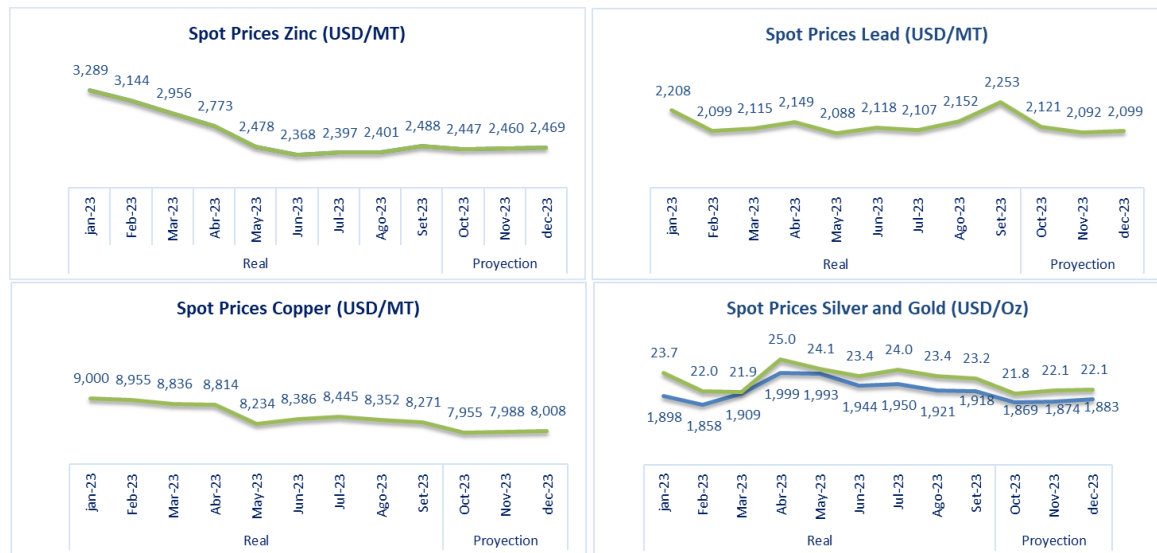 Spot Prices Zinc (USD/MT)
3,289 3,144 2,956 2,773 2,478 2,368 2,397 2,401 2,488 2,447 2,460 2,469
jan-23 Feb-23 Mar-23 Abr-23 May-23 Jun-23 Jul-23 Ago-23 Set-23 Oct-23 Nov-23 dec-23
Real Proyection
Spot Prices Lead (USD/MT)
2,208 2,099 2,115 2,149 2,088 2,118 2,107 2,152 2,253 2,121 2,092 2,099
jan-23 Feb-23 Mar-23 Abr-23 May-23 Jun-23 Jul-23 Ago-23 Set-23 Oct-23 Nov-23 dec-23
Real Proyection
Spot Prices Copper (USD/MT)
9,000 8,955 8,836 8,814 8,234 8,386 8,445 8,352 8,271 7,955 7,988 8,008
jan-23 Feb-23 Mar-23 Abr-23 May-23 Jun-23 Jul-23 Ago-23 Set-23 Oct-23 Nov-23 dec-23
Real Proyection
Spot Prices Silver and Gold (USD/Oz)
23.7 22.0 21.9 25.0 24.1 23.4 24.0 23.4 23.2 21.8 22.1 22.1
1,898 1,858 1,909 1,999 1,993 1,944 1,950 1,921 1,918 1,869 1,874 1,883
jan-23 Feb-23 Mar-23 Abr-23 May-23 Jun-23 Jul-23 Ago-23 Set-23 Oct-23 Nov-23 dec-23
Real Proyection